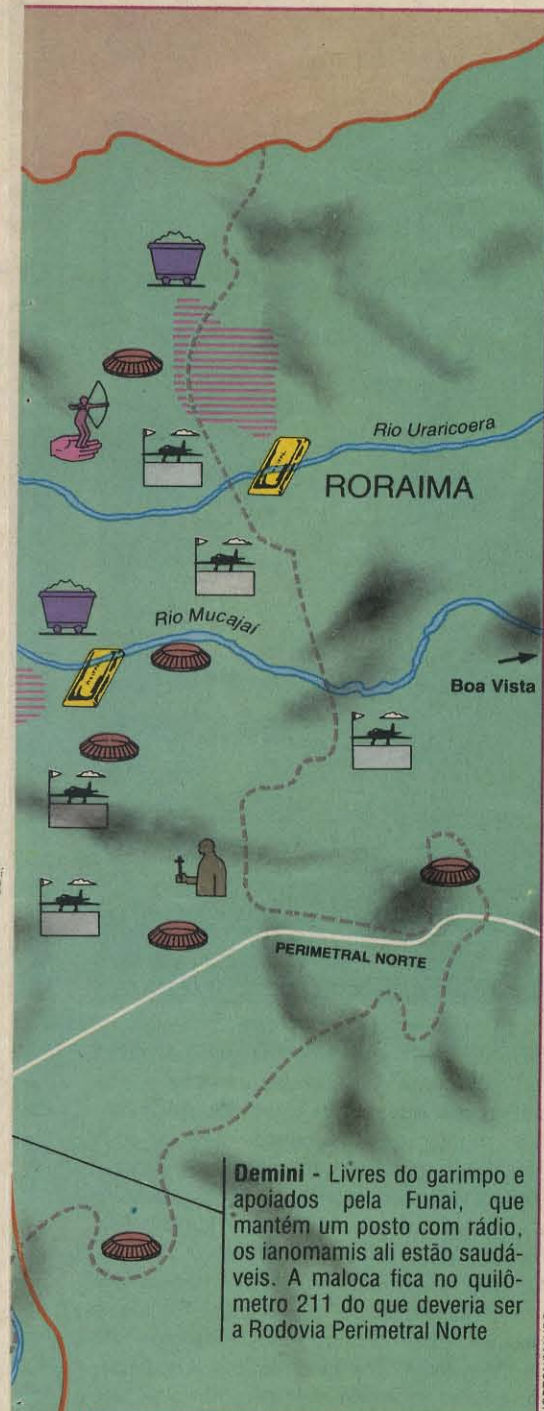 Rio Uraricoera
RORAIMA
Rio Mucajaí
Boa Vista
PERIMETRAL NORTE
Demini - Livres do garimpo e
apoiados pela Funai, que
mantém um posto com rádio,
os ianomamis ali estão saudá-
veis. A maloca fica no quilô-
metro 211 do que deveria ser
a Rodovia Perimetral Norte